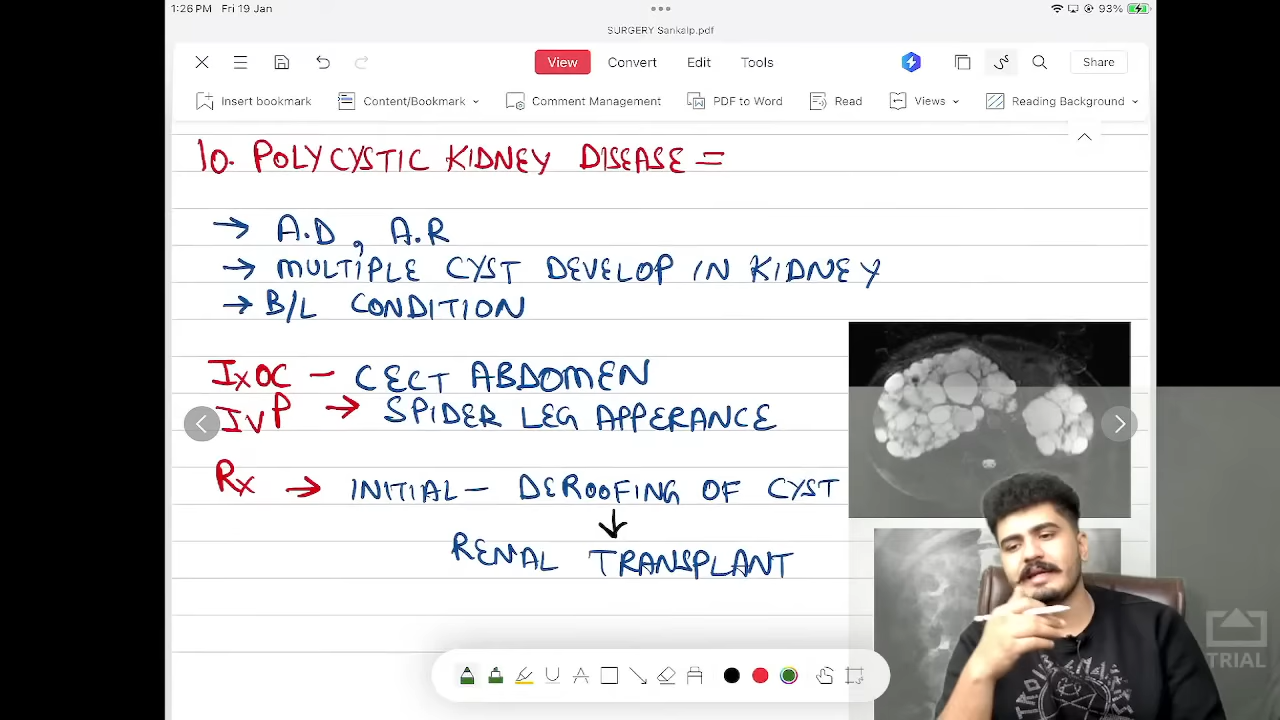 1:26 PM Fri 19 Jan
93%
SURGERY Sankalp.pdf
View Convert Edit Tools Share
Insert bookmark Content/Bookmark Comment Management PDF to Word Read Views Reading Background
10. POLYCYSTIC KIDNEY DISEASE =
→ A.D, A.R
→ MULTIPLE CYST DEVELOP IN KIDNEY
→ B/L CONDITION
IxOC - CECT ABDOMEN
IVP → SPIDER LEG APPERANCE
Rx → INITIAL - DEROOFING OF CYST
↓
RENAL TRANSPLANT
TRIAL